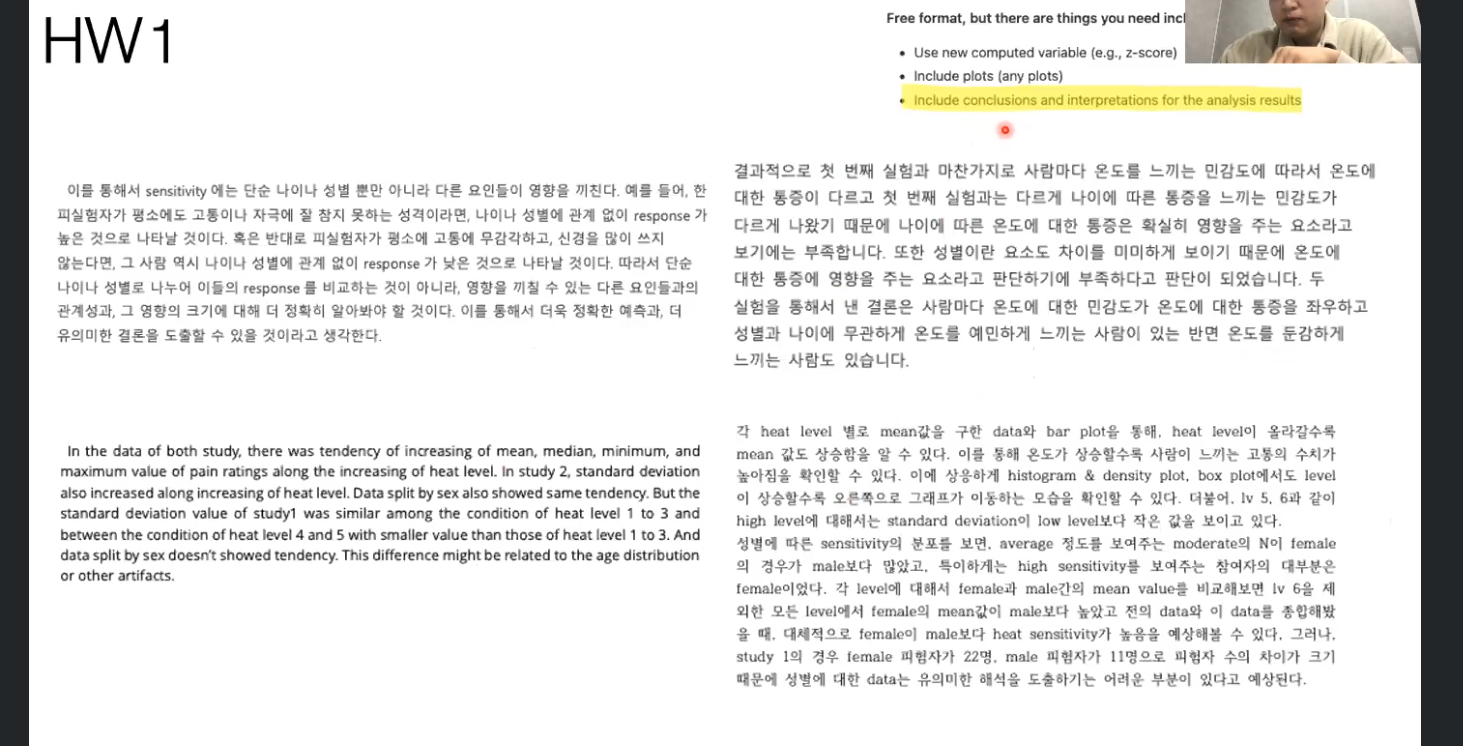 HW1
Free format, but there are things you need incl
• Use new computed variable (e.g., z-score)
• Include plots (any plots)
• Include conclusions and interpretations for the analysis results
이를 통해서 sensitivity 에는 단순 나이나 성별 뿐만 아니라 다른 요인들이 영향을 끼친다. 예를 들어, 한
피실험자가 평소에도 고통이나 자극에 잘 참지 못하는 성격이라면, 나이나 성별에 관계 없이 response 가
높은 것으로 나타날 것이다. 혹은 반대로 피실험자가 평소에 고통에 무감각하고, 신경을 많이 쓰지
않는다면, 그 사람 역시 나이나 성별에 관계 없이 response 가 낮은 것으로 나타날 것이다. 따라서 단순
나이나 성별로 나누어 이들의 response 를 비교하는 것이 아니라, 영향을 끼칠 수 있는 다른 요인들과의
관계성과, 그 영향의 크기에 대해 더 정확히 알아봐야 할 것이다. 이를 통해서 더욱 정확한 예측과, 더
유의미한 결론을 도출할 수 있을 것이라고 생각한다.
결과적으로 첫 번째 실험과 마찬가지로 사람마다 온도를 느끼는 민감도에 따라서 온도에
대한 통증이 다르고 첫 번째 실험과는 다르게 나이에 따른 통증을 느끼는 민감도가
다르게 나왔기 때문에 나이에 따른 온도에 대한 통증은 확실히 영향을 주는 요소라고
보기에는 부족합니다. 또한 성별이란 요소도 차이를 미미하게 보이기 때문에 온도에
대한 통증에 영향을 주는 요소라고 판단하기에 부족하다고 판단이 되었습니다. 두
실험을 통해서 낸 결론은 사람마다 온도에 대한 민감도가 온도에 대한 통증을 좌우하고
성별과 나이에 무관하게 온도를 예민하게 느끼는 사람이 있는 반면 온도를 둔감하게
느끼는 사람도 있습니다.
In the data of both study, there was tendency of increasing of mean, median, minimum, and
maximum value of pain ratings along the increasing of heat level. In study 2, standard deviation
also increased along increasing of heat level. Data split by sex also showed same tendency. But the
standard deviation value of study1 was similar among the condition of heat level 1 to 3 and
between the condition of heat level 4 and 5 with smaller value than those of heat level 1 to 3. And
data split by sex doesn't showed tendency. This difference might be related to the age distribution
or other artifacts.
각 heat level 별로 mean값을 구한 data와 bar plot을 통해, heat level이 올라갈수록
mean 값도 상승함을 알 수 있다. 이를 통해 온도가 상승할수록 사람이 느끼는 고통의 수치가
높아짐을 확인할 수 있다. 이에 상응하게 histogram & density plot, box plot에서도 level
이 상승할수록 오른쪽으로 그래프가 이동하는 모습을 확인할 수 있다. 더불어, lv 5, 6과 같이
high level에 대해서는 standard deviation이 low level보다 작은 값을 보이고 있다.
성별에 따른 sensitivity의 분포를 보면, average 정도를 보여주는 moderate의 N이 female
의 경우가 male보다 많았고, 특이하게는 high sensitivity를 보여주는 참여자의 대부분은
female이었다. 각 level에 대해서 female과 male간의 mean value를 비교해보면 lv 6을 제
외한 모든 level에서 female의 mean값이 male보다 높았고 전의 data와 이 data를 종합해봤
을 때, 대체적으로 female이 male보다 heat sensitivity가 높음을 예상해볼 수 있다. 그러나,
study 1의 경우 female 피험자가 22명, male 피험자가 11명으로 피험자 수의 차이가 크기
때문에 성별에 대한 data는 유의미한 해석을 도출하기는 어려운 부분이 있다고 예상된다.